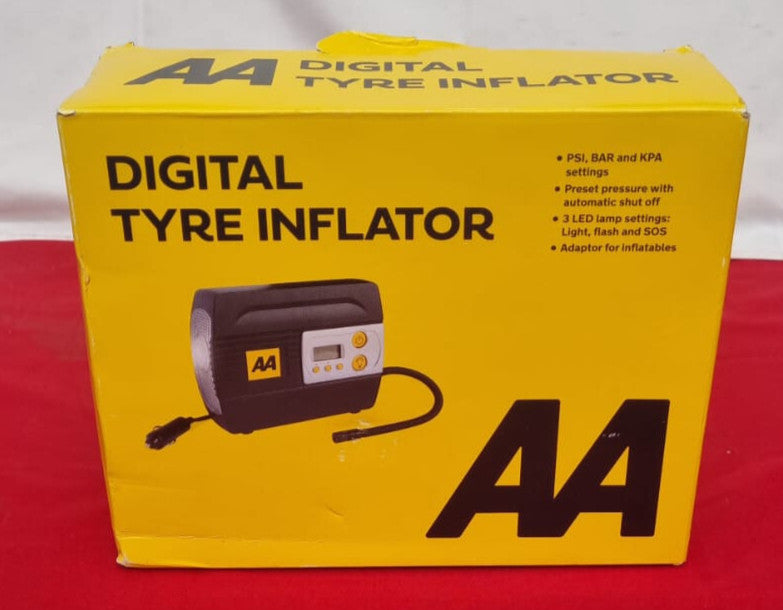 AA DIGITAL
TYRE INFLATOR
DIGITAL
TYRE INFLATOR
• PSI, BAR and KPA
settings
• Preset pressure with
automatic shut off
• 3 LED lamp settings:
Light, flash and SOS
• Adaptor for inflatables
AA
AA